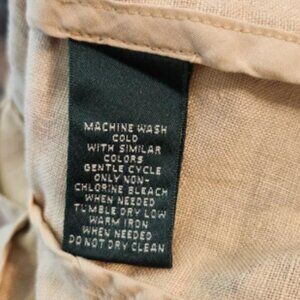 MACHINE WASH
COLD
WITH SIMILAR
COLORS
GENTLE CYCLE
ONLY NON-
CHLORINE BLEACH
WHEN NEEDED
TUMBLE DRY LOW
WARM IRON
WHEN NEEDED
DO NOT DRY CLEAN